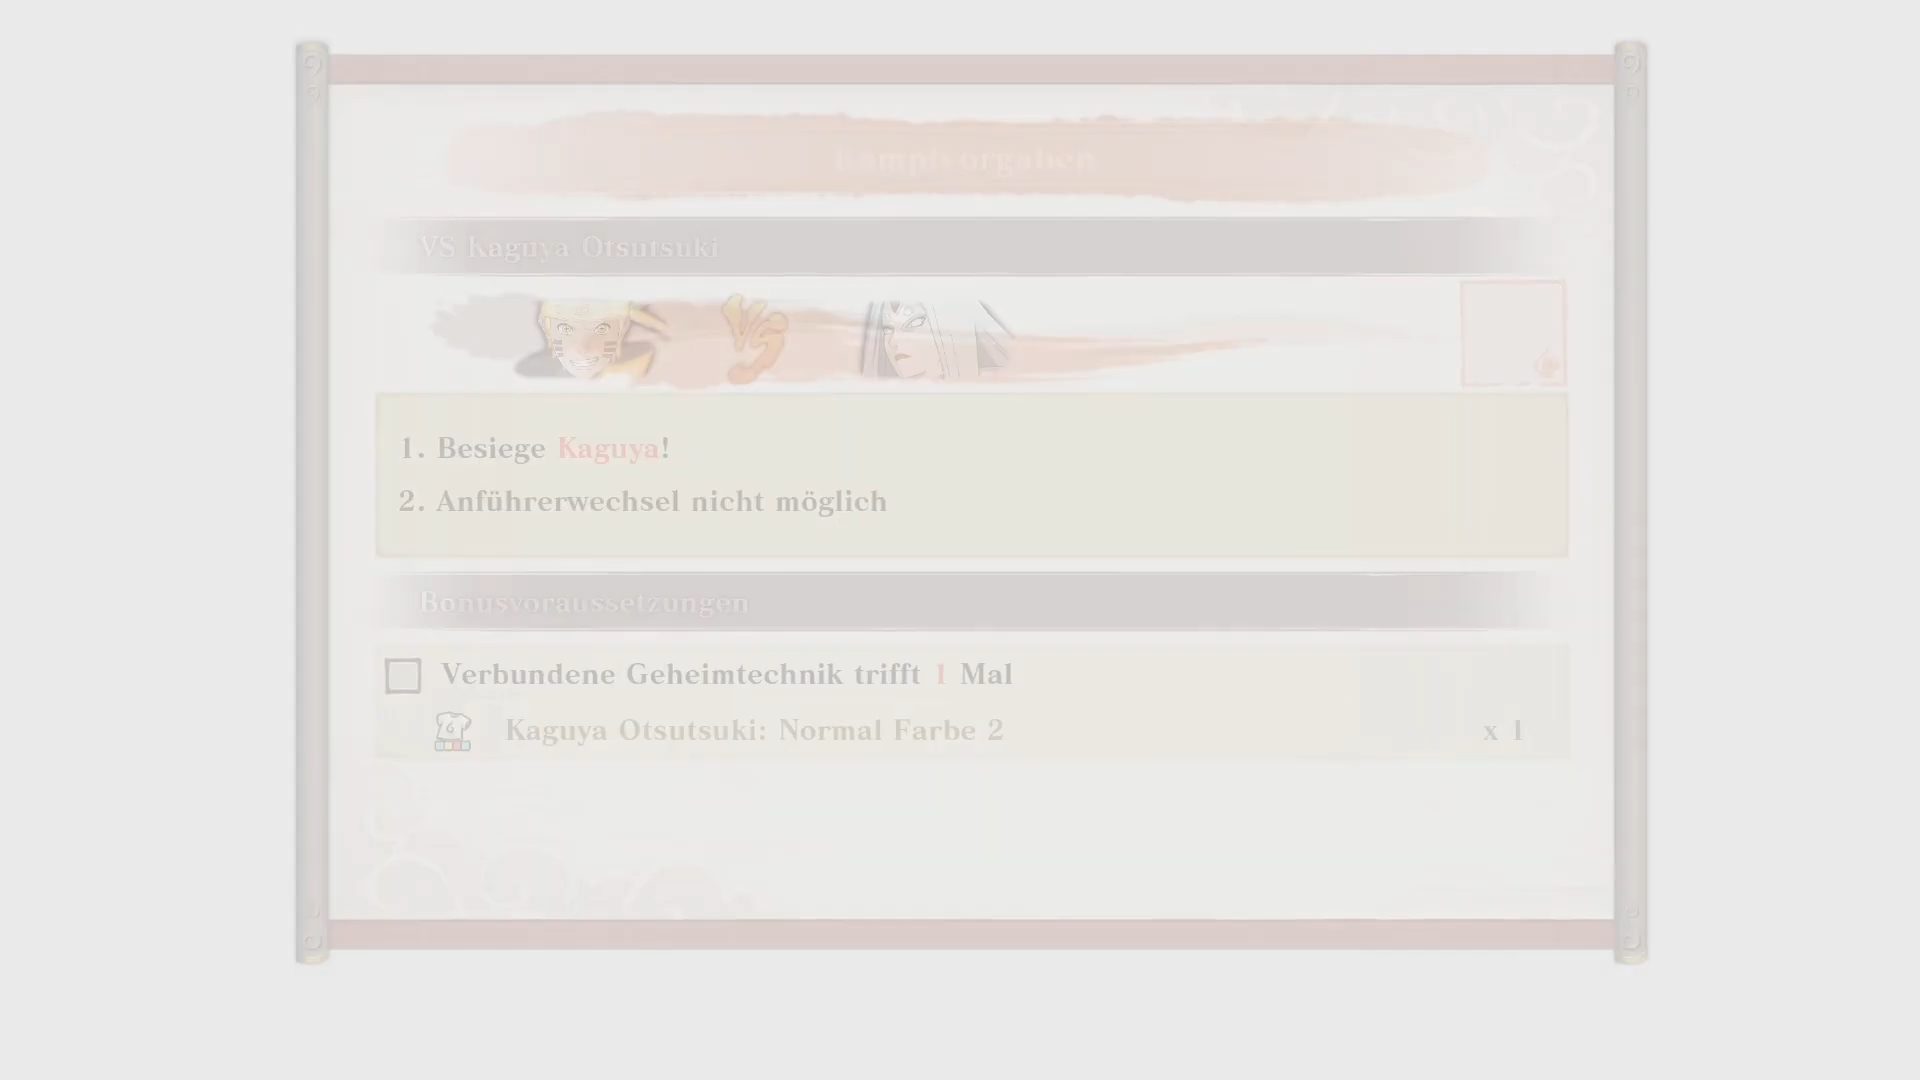 Kampfvorgaben
VS Kaguya Otsutsuki
VS
1. Besiege Kaguya!
2. Anführerwechsel nicht möglich
Bonusvoraussetzungen
Verbundene Geheimtechnik trifft 1 Mal
Kaguya Otsutsuki: Normal Farbe 2 x 1